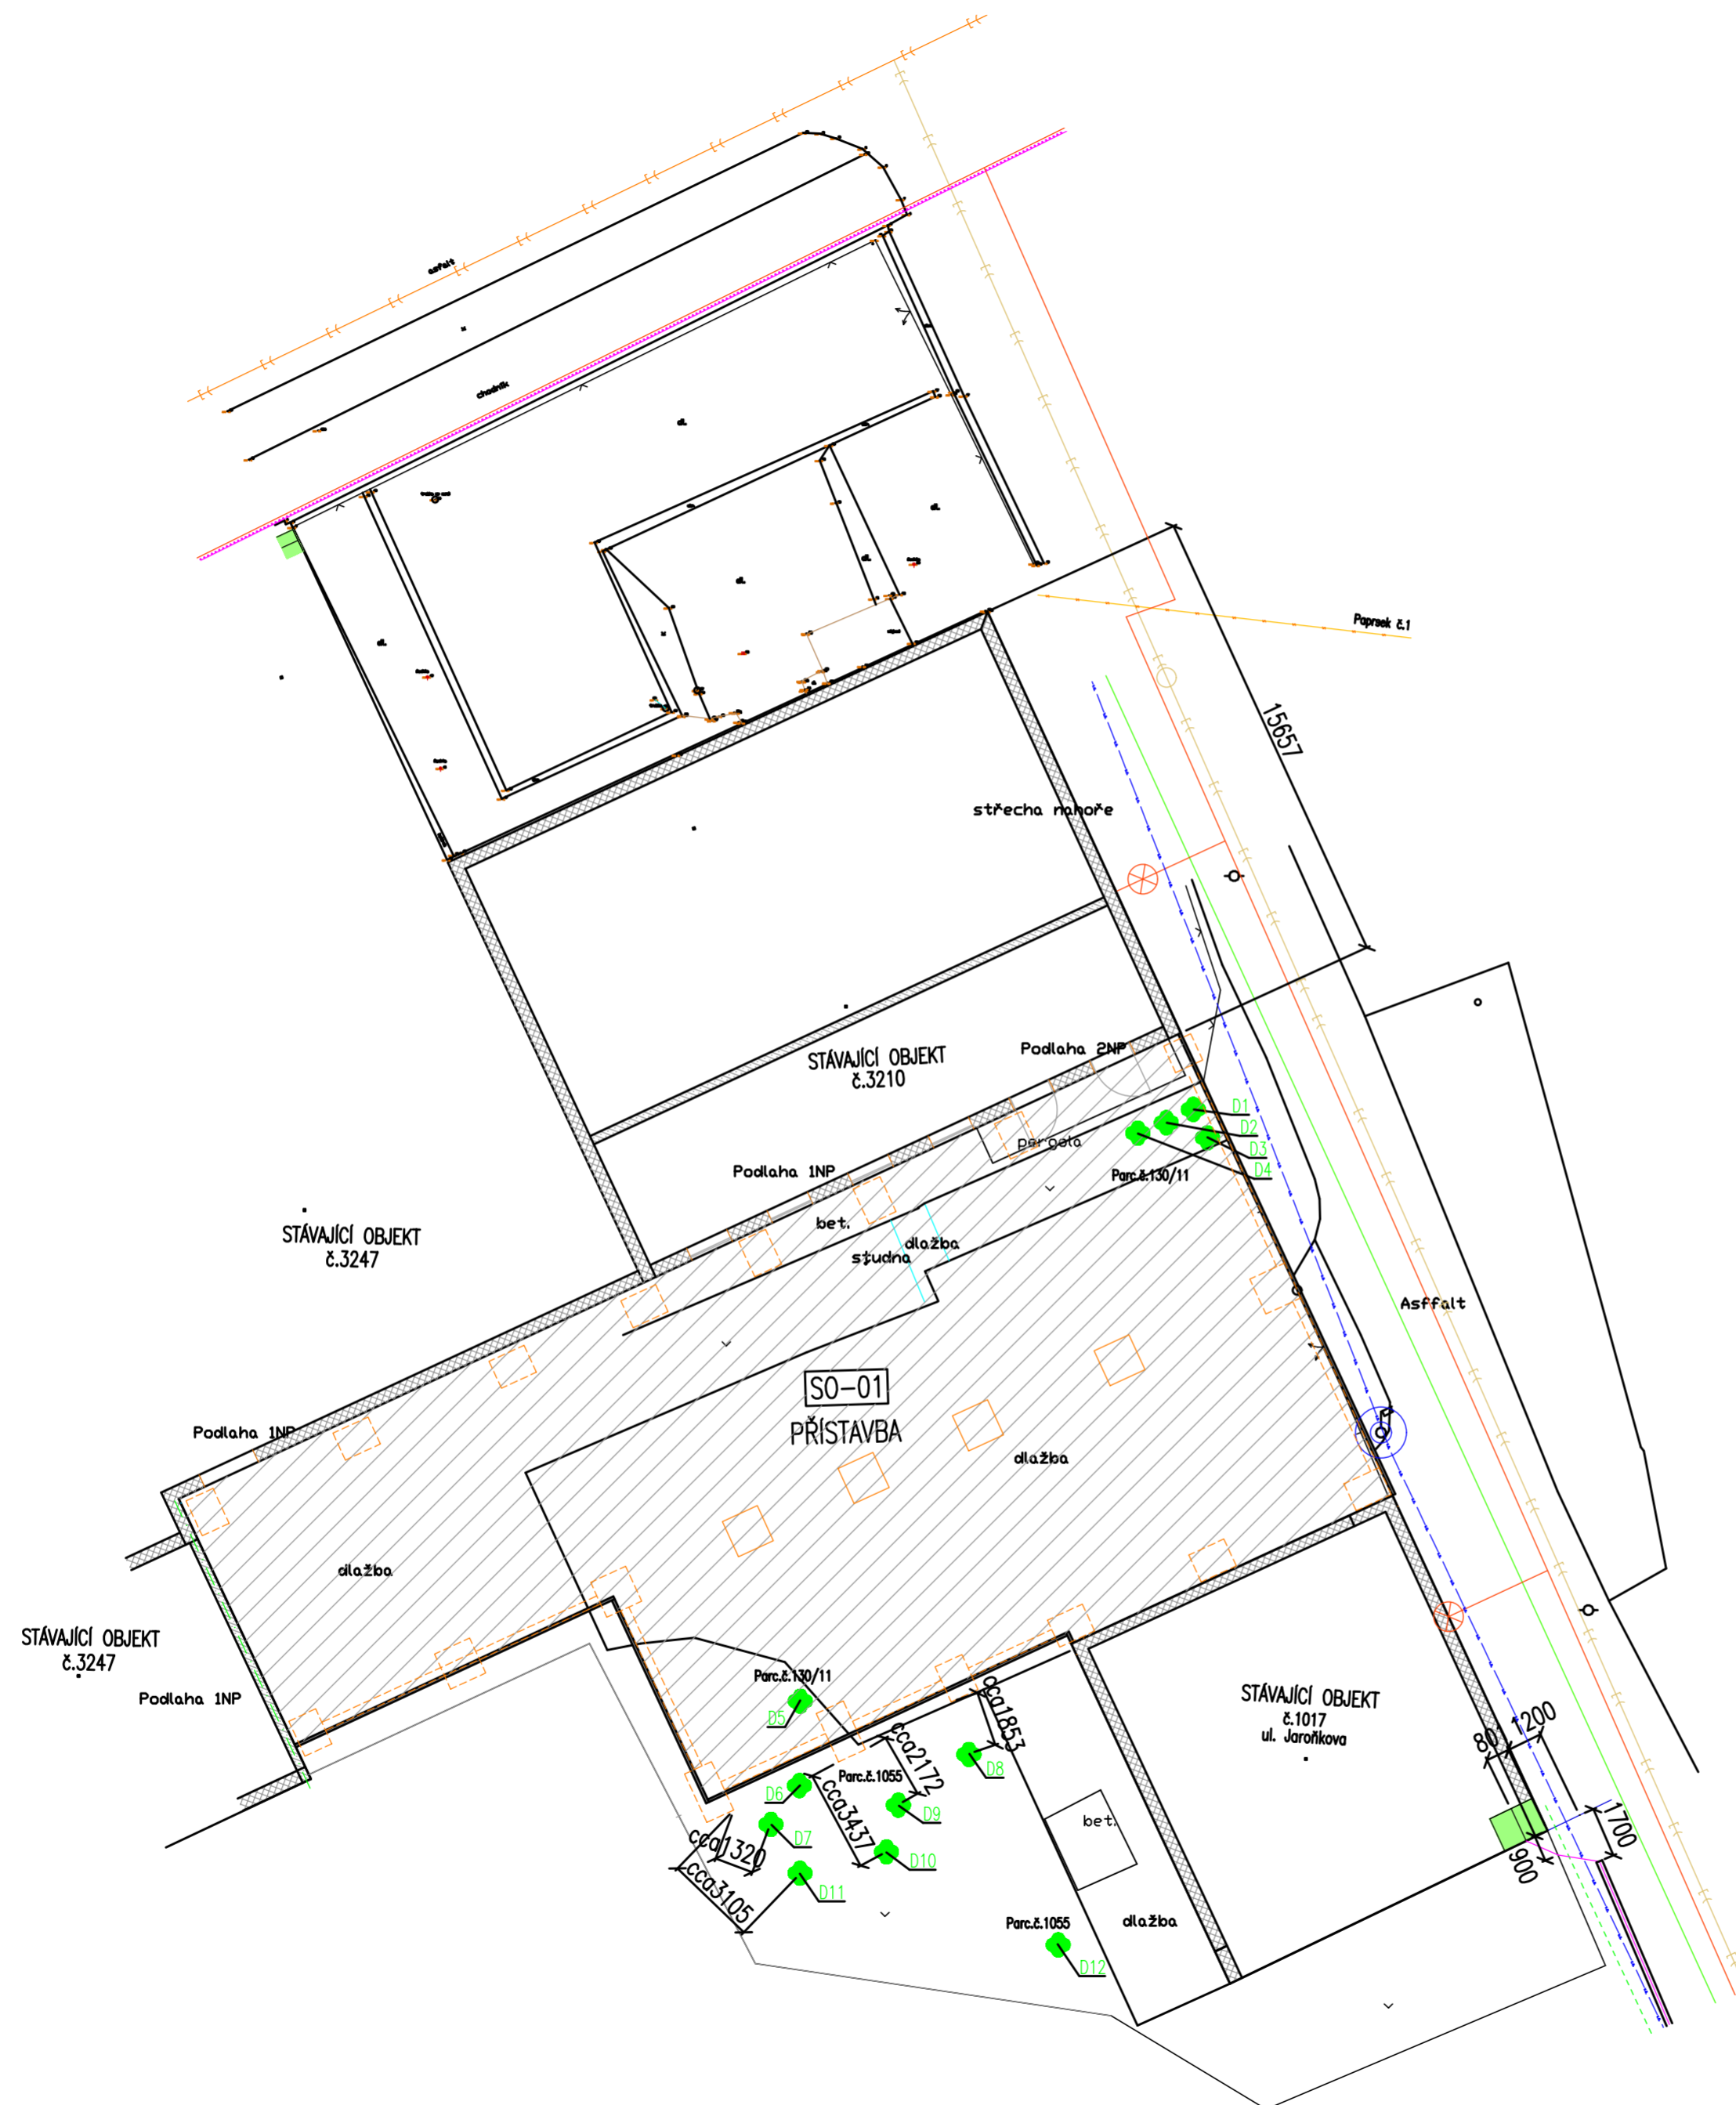 asfalt
chodník
Paprsek č.1
15657
střecha nahoře
STÁVAJÍCÍ OBJEKT
č.3210
Podlaha 2NP
pergola
D1
D2
D3
D4
Parc.č.130/11
Podlaha 1NP
bet.
dlažba
studna
STÁVAJÍCÍ OBJEKT
č.3247
Asffalt
SO-01
PŘÍSTAVBA
Podlaha 1NP
dlažba
dlažba
STÁVAJÍCÍ OBJEKT
č.3247
Podlaha 1NP
Parc.č.130/11
D5
cca1853
STÁVAJÍCÍ OBJEKT
č.1017
ul. Jaroňkova
80
1200
cca2172
D8
Parc.č.1055
D6
D9
cca3437
D7
cca1320
D10
D11
cca3105
bet.
1700
900
Parc.č.1055
dlažba
D12